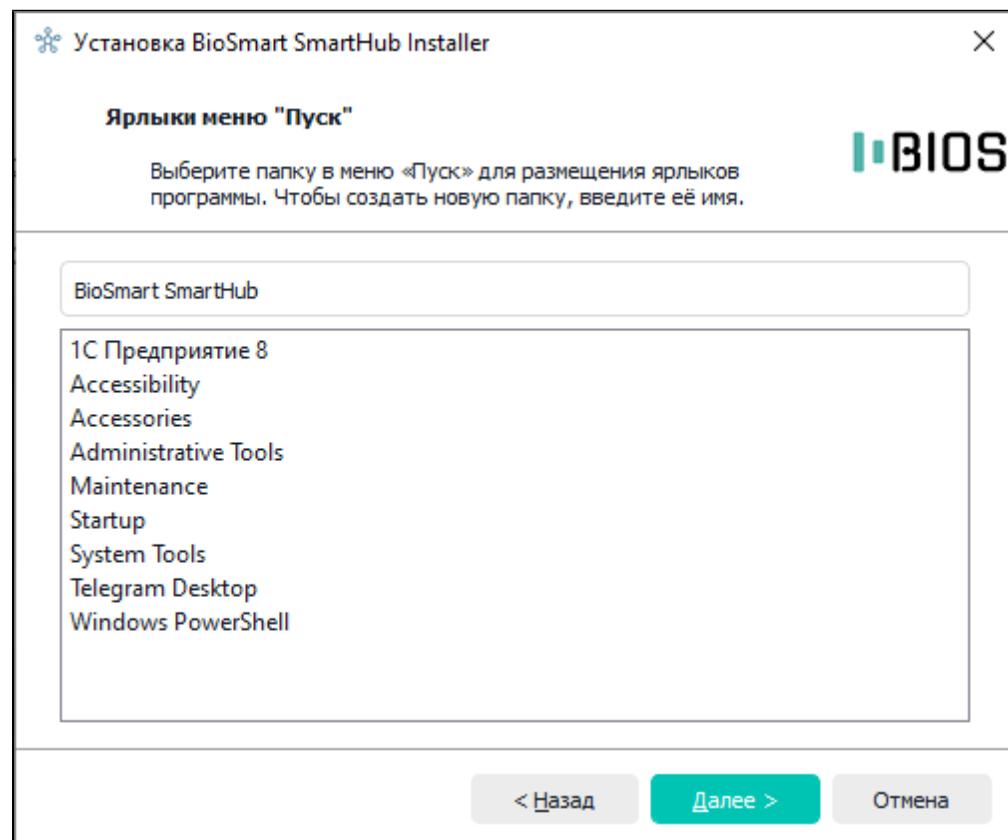 Установка BioSmart SmartHub Installer
Ярлыки меню "Пуск"
BIOS
Выберите папку в меню «Пуск» для размещения ярлыков
программы. Чтобы создать новую папку, введите её имя.
BioSmart SmartHub
1С Предприятие 8
Accessibility
Accessories
Administrative Tools
Maintenance
Startup
System Tools
Telegram Desktop
Windows PowerShell
< Назад
Далее >
Отмена